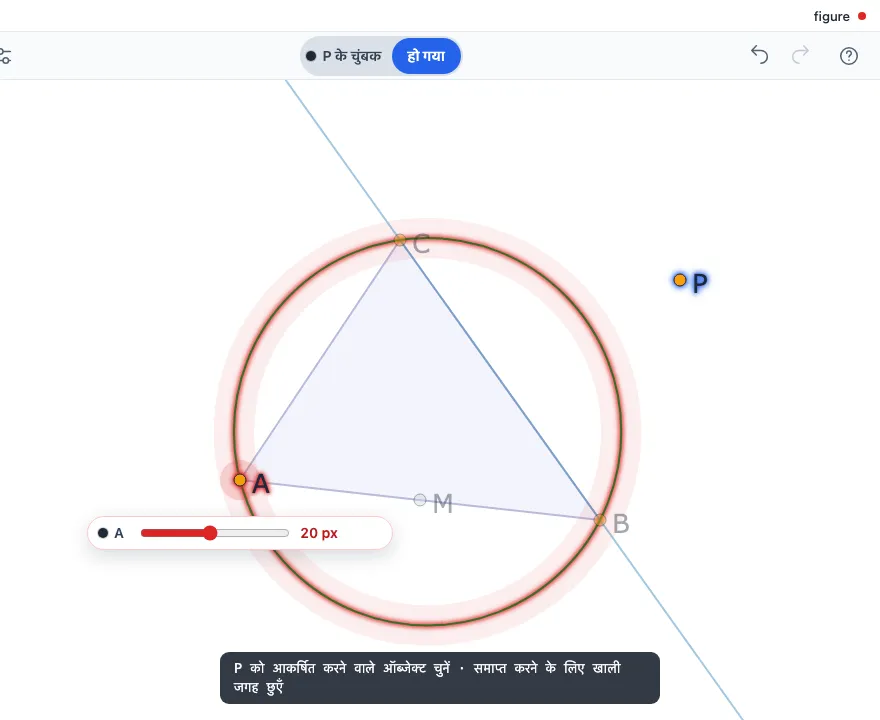 figure
P के चुंबक
हो गया
C
P
A
M
B
A
20 px
P को आकर्षित करने वाले ऑब्जेक्ट चुनें · समाप्त करने के लिए खाली
जगह छुएँ